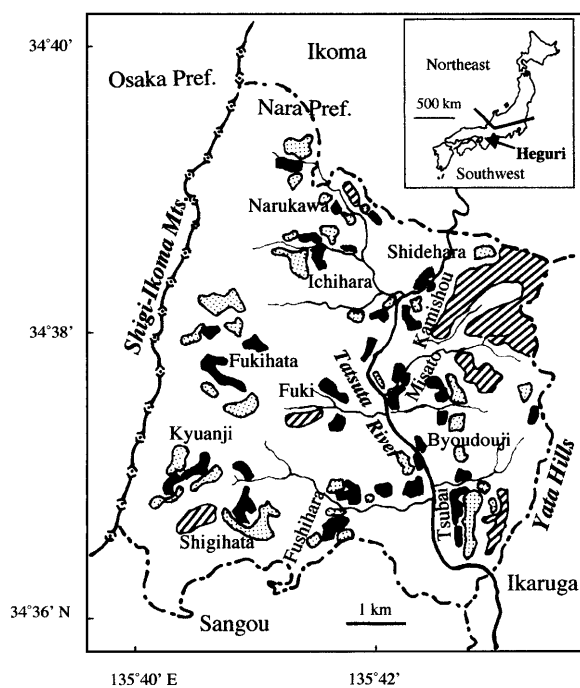 34°40'
Ikoma
Osaka Pref.
Nara Pref.
Northeast
500 km
Heguri
Southwest
Narukawa
Shidehara
Shigi-Ikoma Mts
Ichihara
Kamishou
34°38'
Fukihata
Tatsuta
River
Misato
Fuki
Kyuanji
Byoudouji
Yata Hills
Tsubai
Shigihata
Fushihara
Ikaruga
34°36' N
Sangou
1 km
135°40' E
135°42'